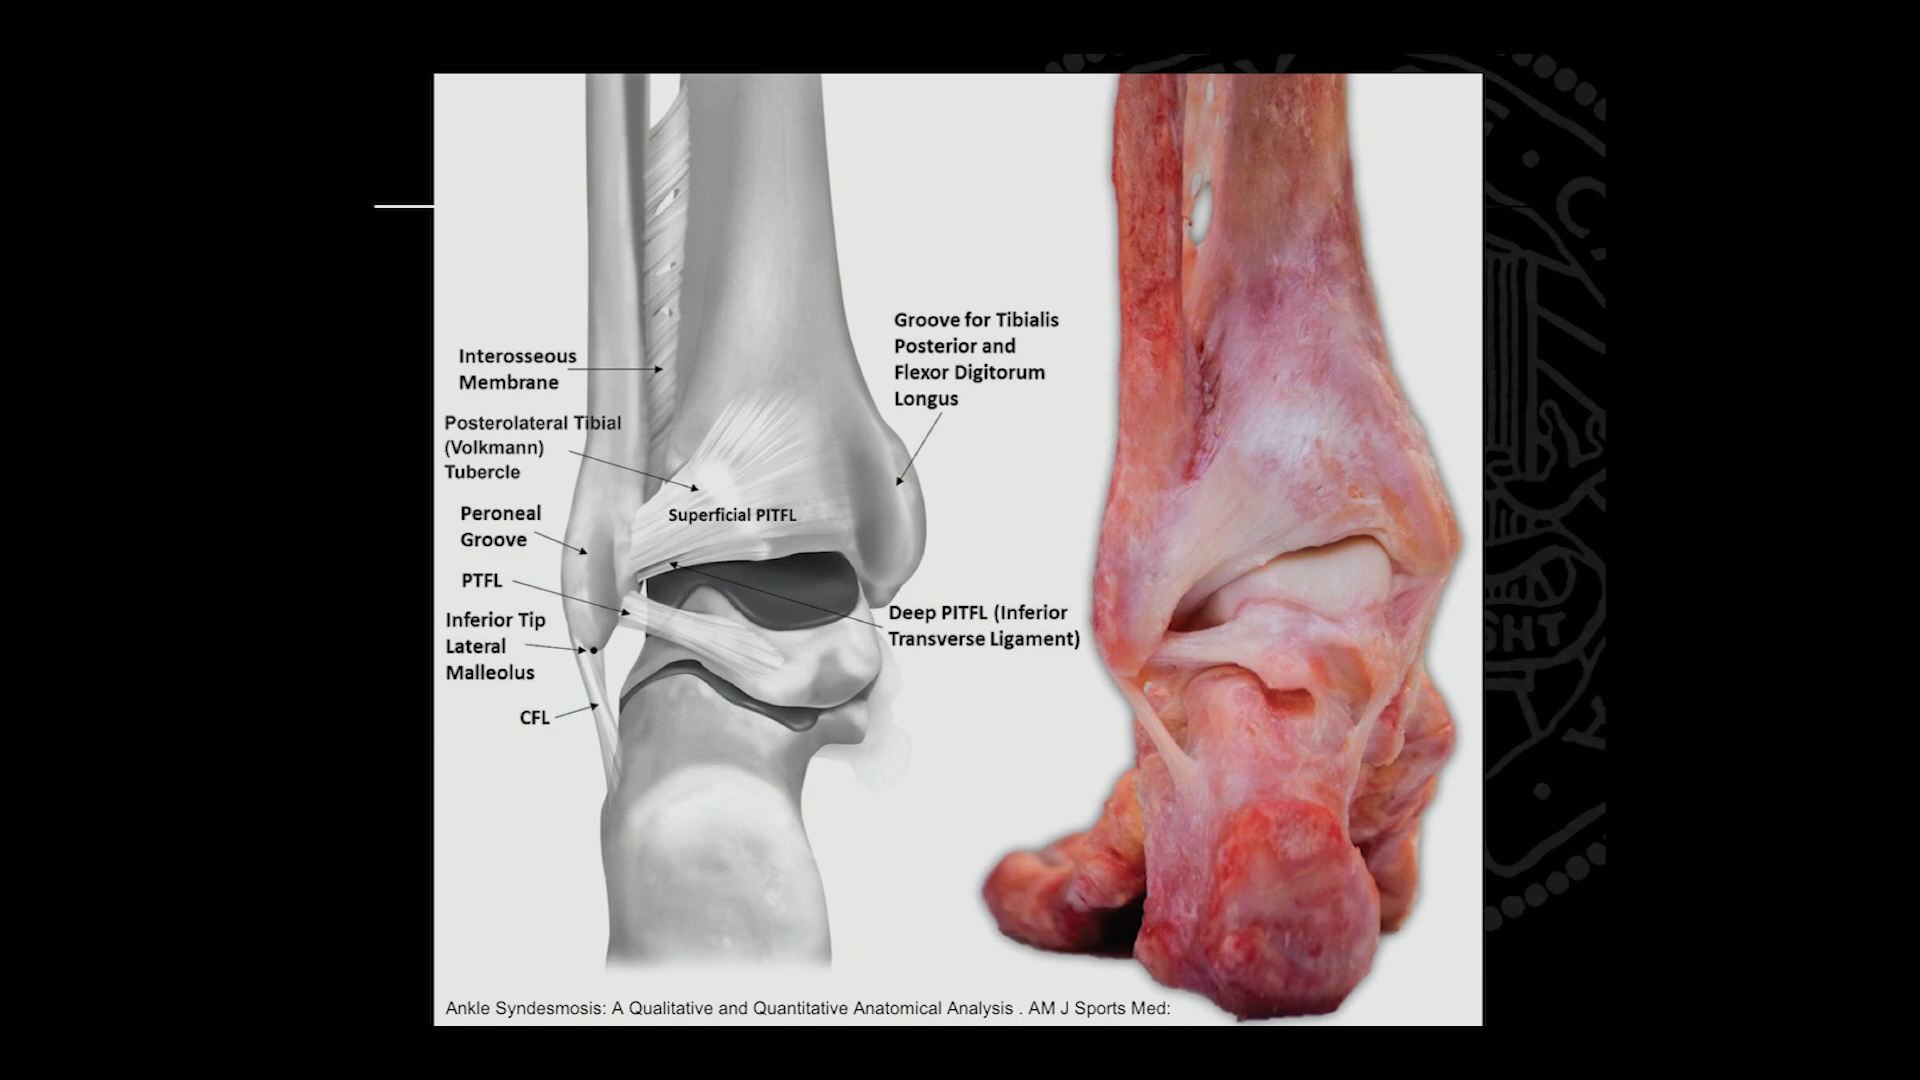 Interosseous
Membrane
Posterolateral Tibial
(Volkmann)
Tubercle
Peroneal
Groove
PTFL
Inferior Tip
Lateral
Malleolus
CFL
Superficial PITFL
Groove for Tibialis
Posterior and
Flexor Digitorum
Longus
Deep PITFL (Inferior
Transverse Ligament)
Ankle Syndesmosis: A Qualitative and Quantitative Anatomical Analysis . AM J Sports Med: